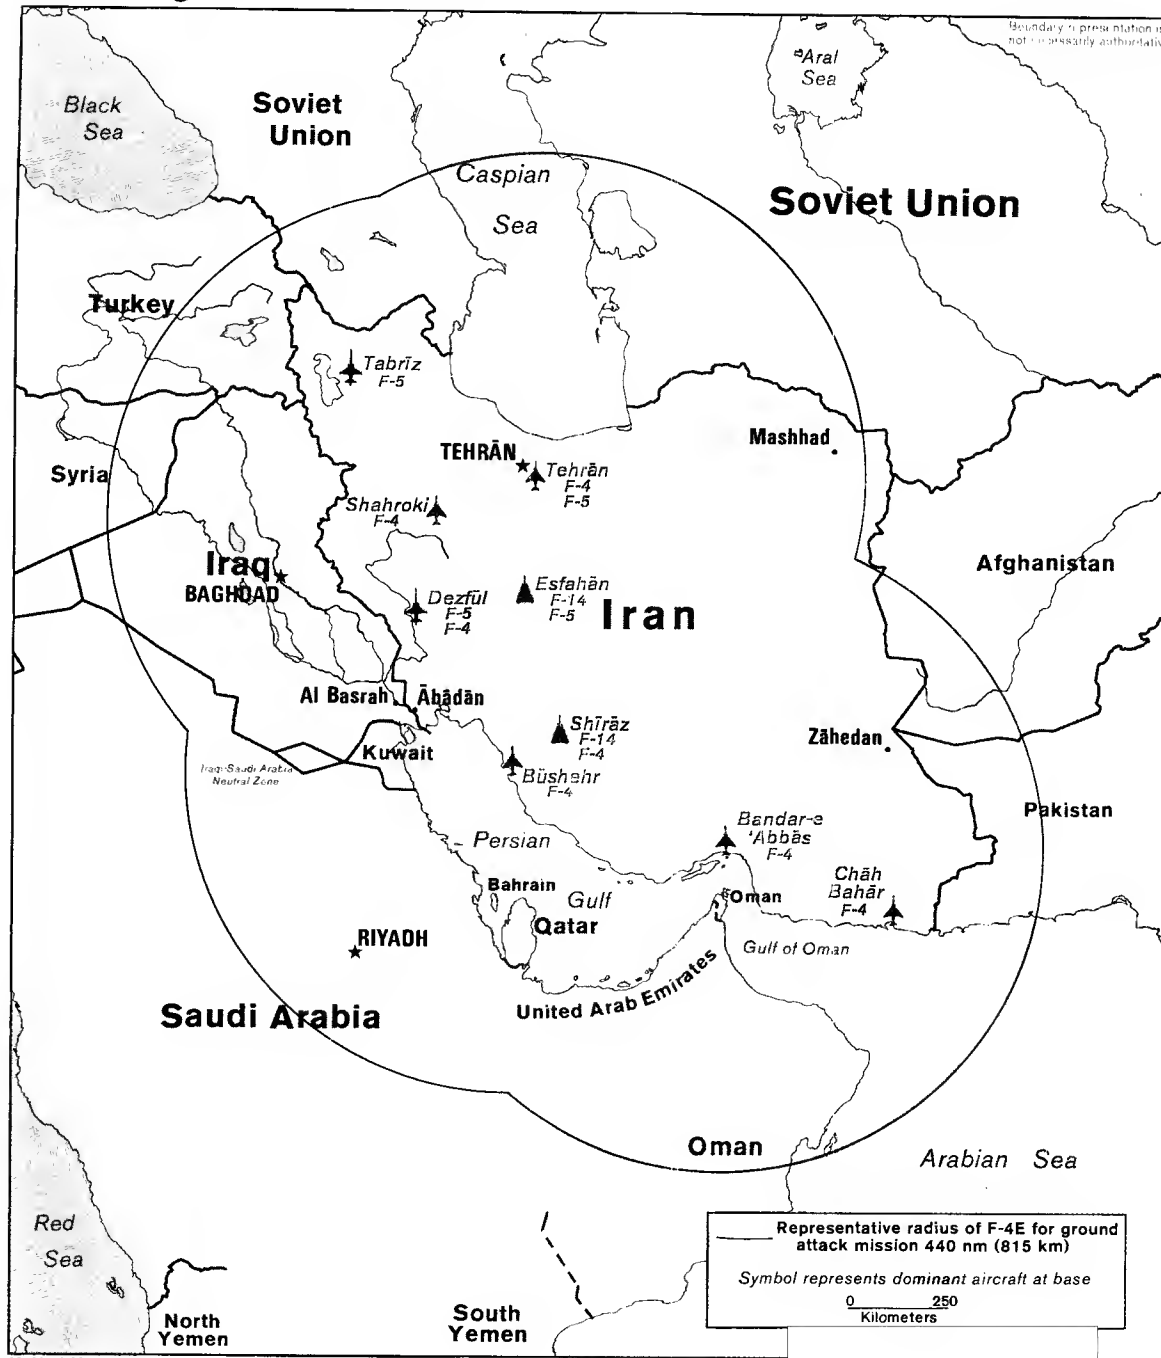 Boundary representation is
not necessarily authoritative
Aral
Sea
Black
Sea
Soviet
Union
Caspian
Sea
Soviet Union
Turkey
Tabrīz
F-5
Mashhad
TEHRĀN
Tehrān
F-4
F-5
Syria
Shahroki
F-4
Iraq
BAGHDAD
Afghanistan
Dezfūl
F-5
F-4
Esfahān
F-14
F-5
Iran
Al Basrah
Ābādān
Shīrāz
F-14
F-4
Zāhedan
Kuwait
Iraq-Saudi Arabia
Neutral Zone
Būshehr
F-4
Pakistan
Persian
Gulf
Bandar-e
'Abbās
F-4
Chāh
Bahār
F-4
Bahrain
Qatar
Oman
RIYADH
Gulf of Oman
United Arab Emirates
Saudi Arabia
Oman
Arabian Sea
Red
Sea
Representative radius of F-4E for ground
attack mission 440 nm (815 km)
Symbol represents dominant aircraft at base
0 250
Kilometers
North
Yemen
South
Yemen